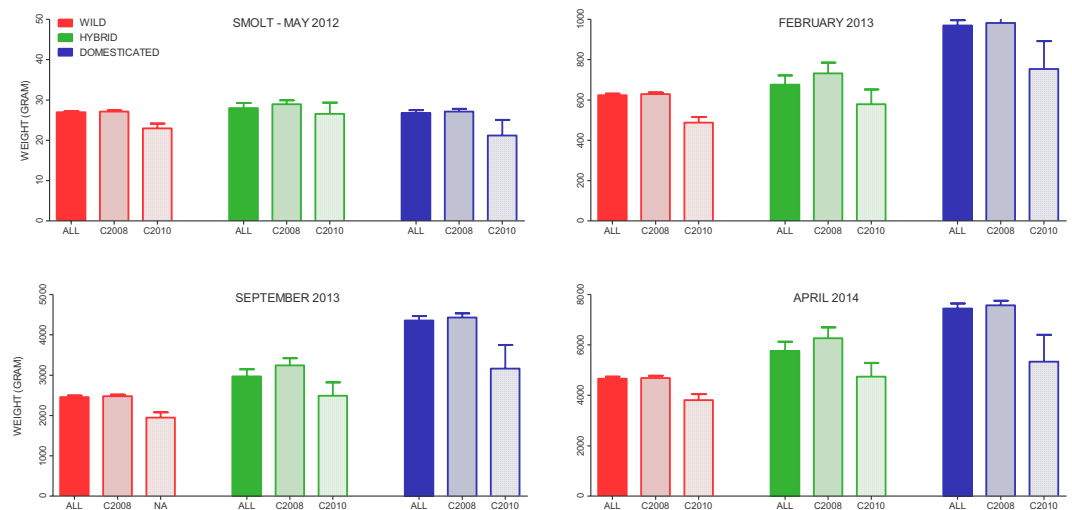 SMOLT - MAY 2012
WILD
HYBRID
DOMESTICATED
WEIGHT (GRAM)
50
40
30
20
10
0
ALL C2008 C2010 ALL C2008 C2010 ALL C2008 C2010
FEBRUARY 2013
1000
800
600
400
200
0
ALL C2008 C2010 ALL C2008 C2010 ALL C2008 C2010
SEPTEMBER 2013
WEIGHT (GRAM)
5000
4000
3000
2000
1000
0
ALL C2008 NA ALL C2008 C2010 ALL C2008 C2010
APRIL 2014
8000
6000
4000
2000
0
ALL C2008 C2010 ALL C2008 C2010 ALL C2008 C2010